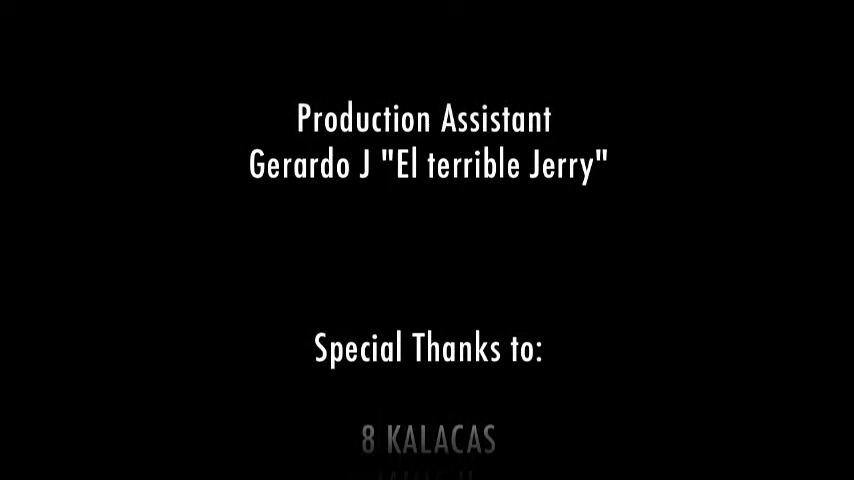 Production Assistant
Gerardo J "El terrible Jerry"
Special Thanks to:
8 KALACAS